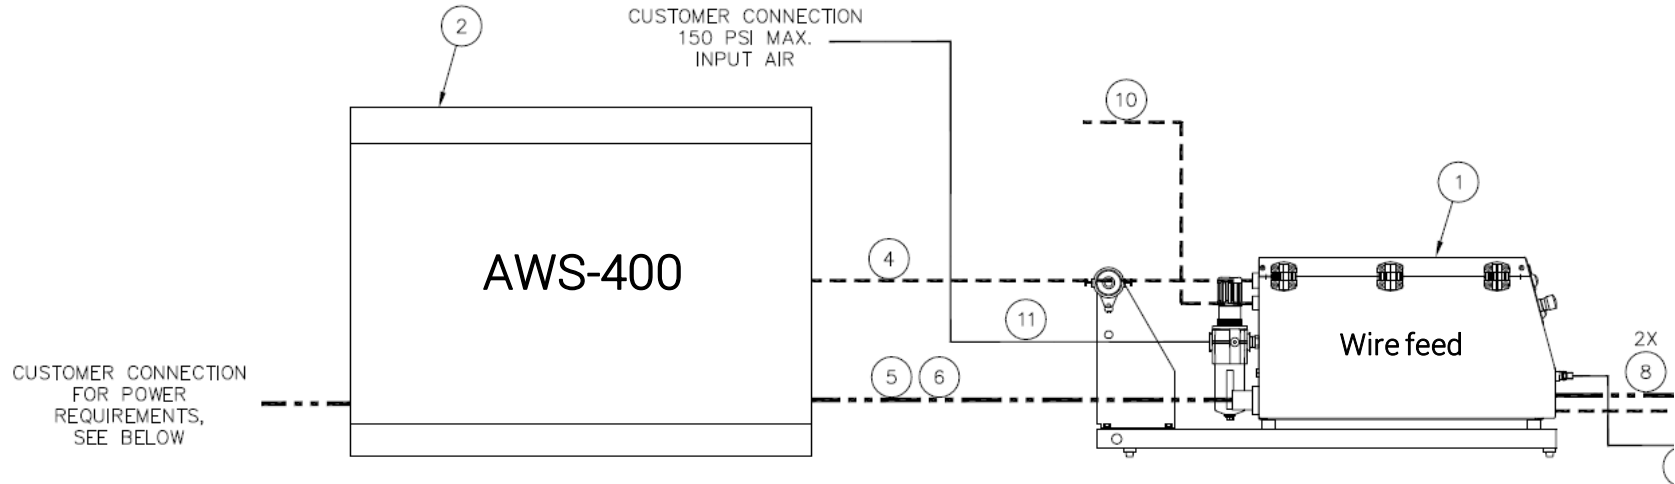 2
CUSTOMER CONNECTION
150 PSI MAX.
INPUT AIR
10
1
AWS-400
4
11
Wire feed
2X
8
5
6
CUSTOMER CONNECTION
FOR POWER
REQUIREMENTS,
SEE BELOW